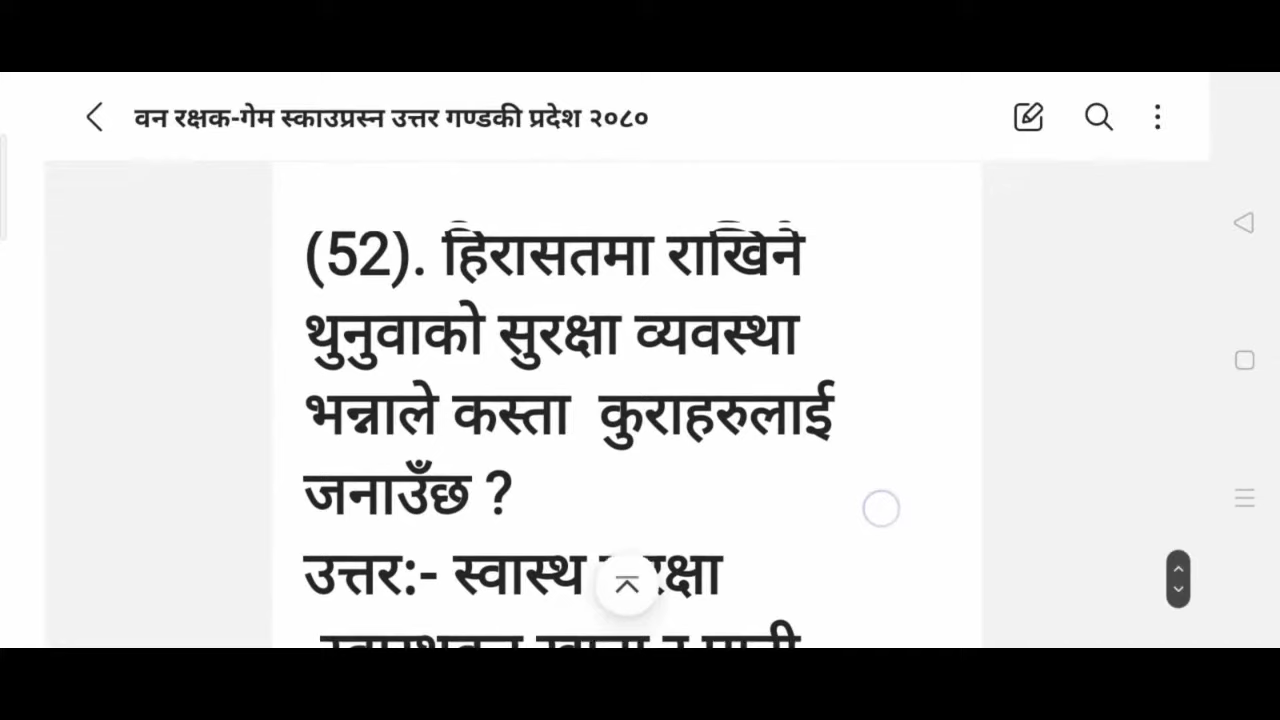 वन रक्षक-गेम स्काउप्रस्न उत्तर गण्डकी प्रदेश २०८०
(52). हिरासतमा राखिने
थुनुवाको सुरक्षा व्यवस्था
भन्नाले कस्ता कुराहरुलाई
जनाउँछ ?
उत्तर:- स्वास्थ सुरक्षा